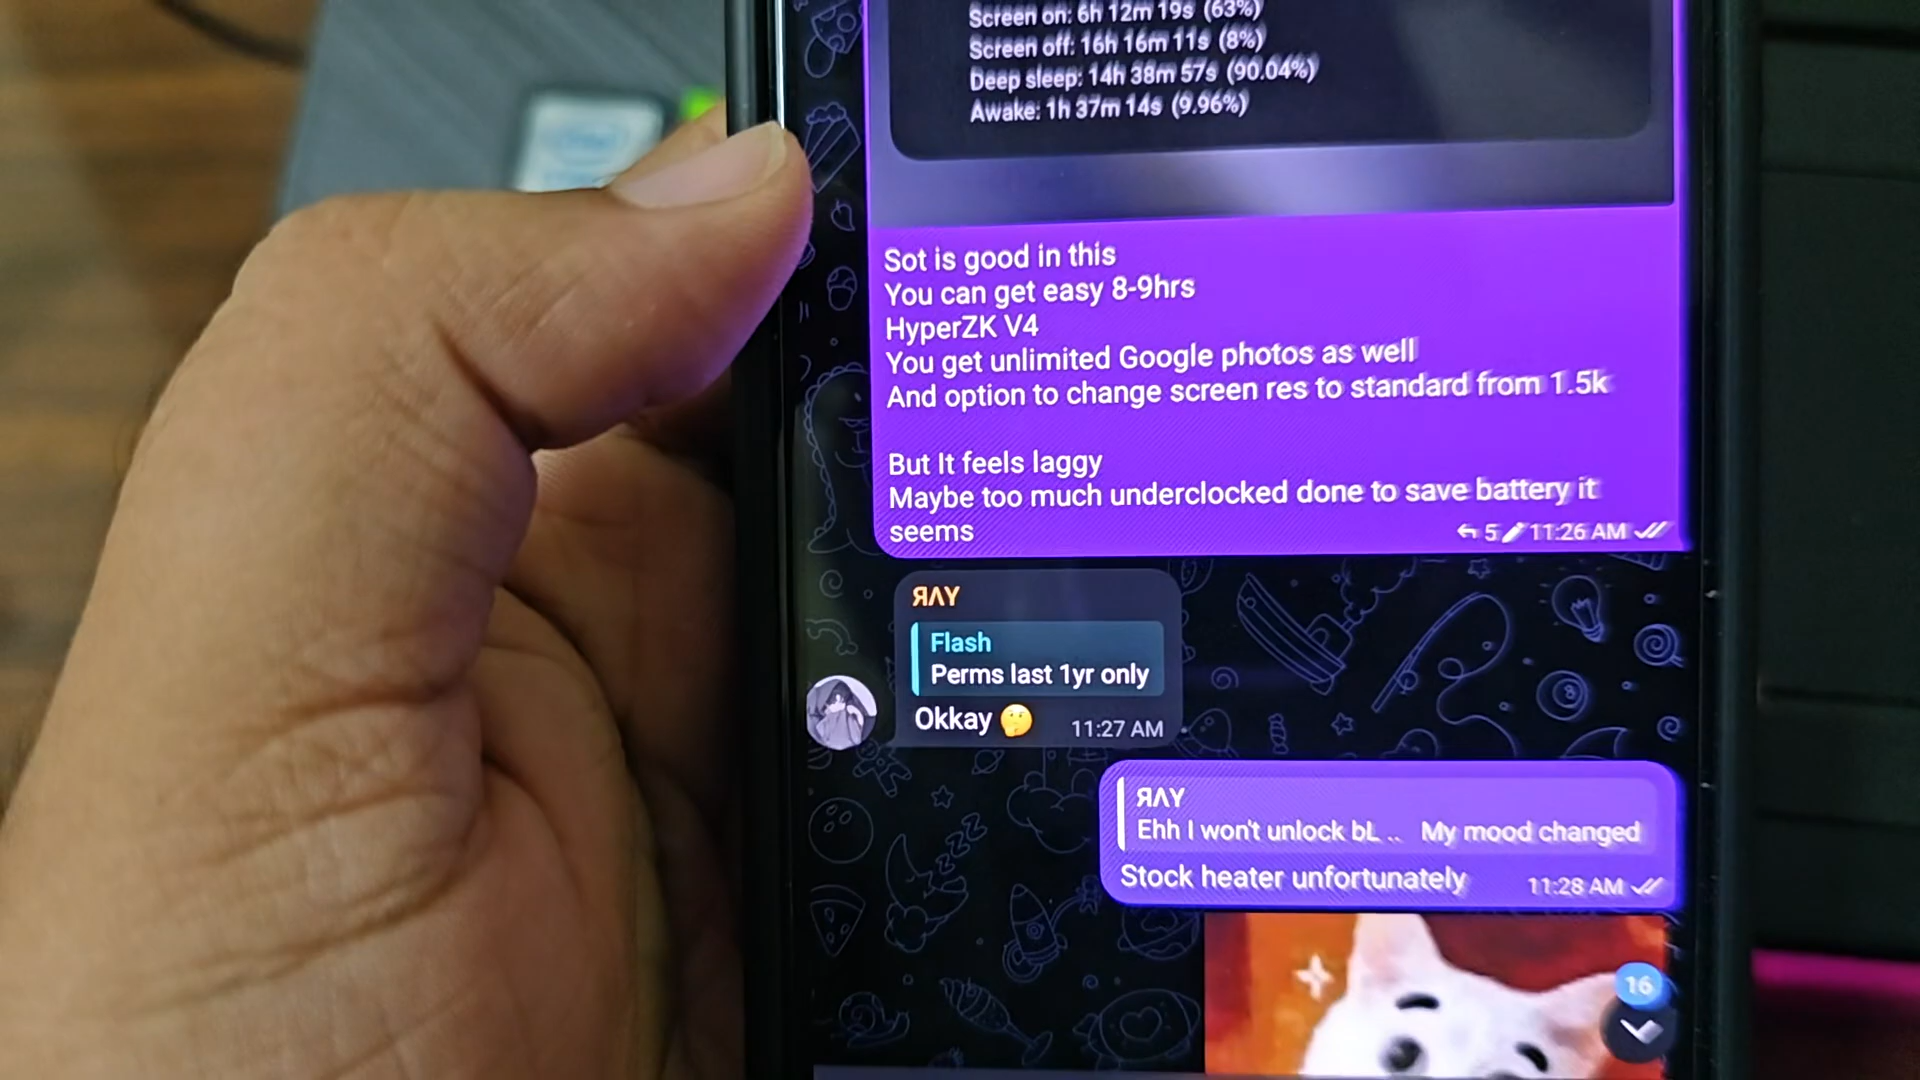 Screen on: 6h 12m 19s (63%)
Screen off: 16h 16m 11s (8%)
Deep sleep: 14h 38m 57s (90.04%)
Awake: 1h 37m 14s (9.96%)
Sot is good in this
You can get easy 8-9hrs
HyperZK V4
You get unlimited Google photos as well
And option to change screen res to standard from 1.5k
But It feels laggy
Maybe too much underclocked done to save battery it
seems
5 11:26 AM
ЯΛY
Flash
Perms last 1yr only
Okkay 🤔 11:27 AM
ЯΛY
Ehh I won't unlock bL .. My mood changed
Stock heater unfortunately 11:28 AM
16